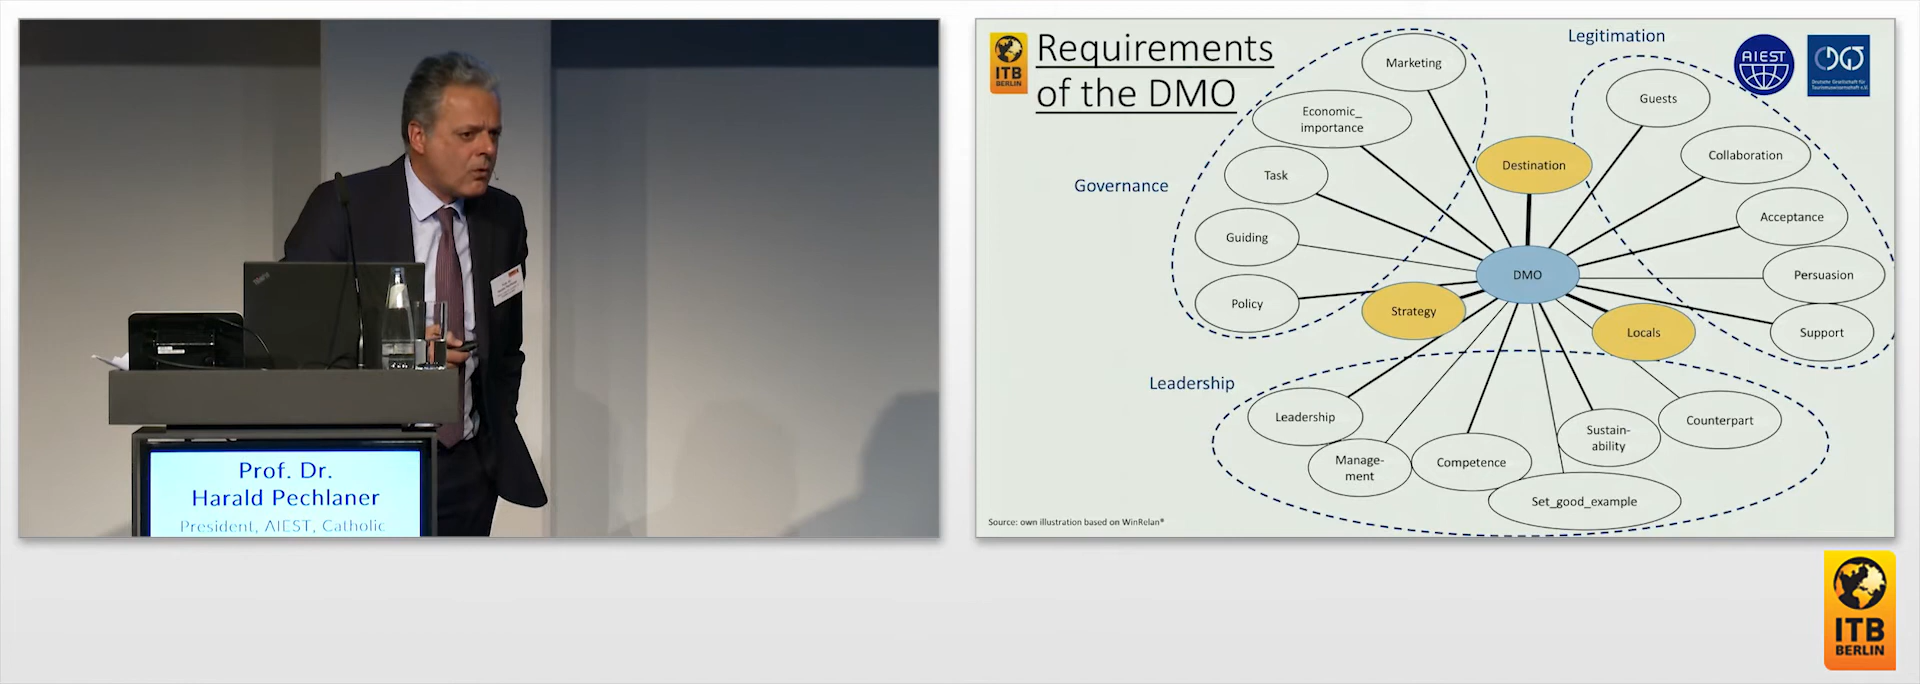 Prof. Dr.
Harald Pechlaner
President, AIEST, Catholic
ITB
BERLIN
Requirements
of the DMO
Legitimation
AIEST
Marketing
Guests
Economic_
importance
Destination
Collaboration
Task
Governance
Acceptance
Guiding
DMO
Persuasion
Policy
Strategy
Locals
Support
Leadership
Leadership
Manage-
ment
Competence
Sustain-
ability
Counterpart
Set_good_example
Source: own illustration based on WinRelan®
ITB
BERLIN